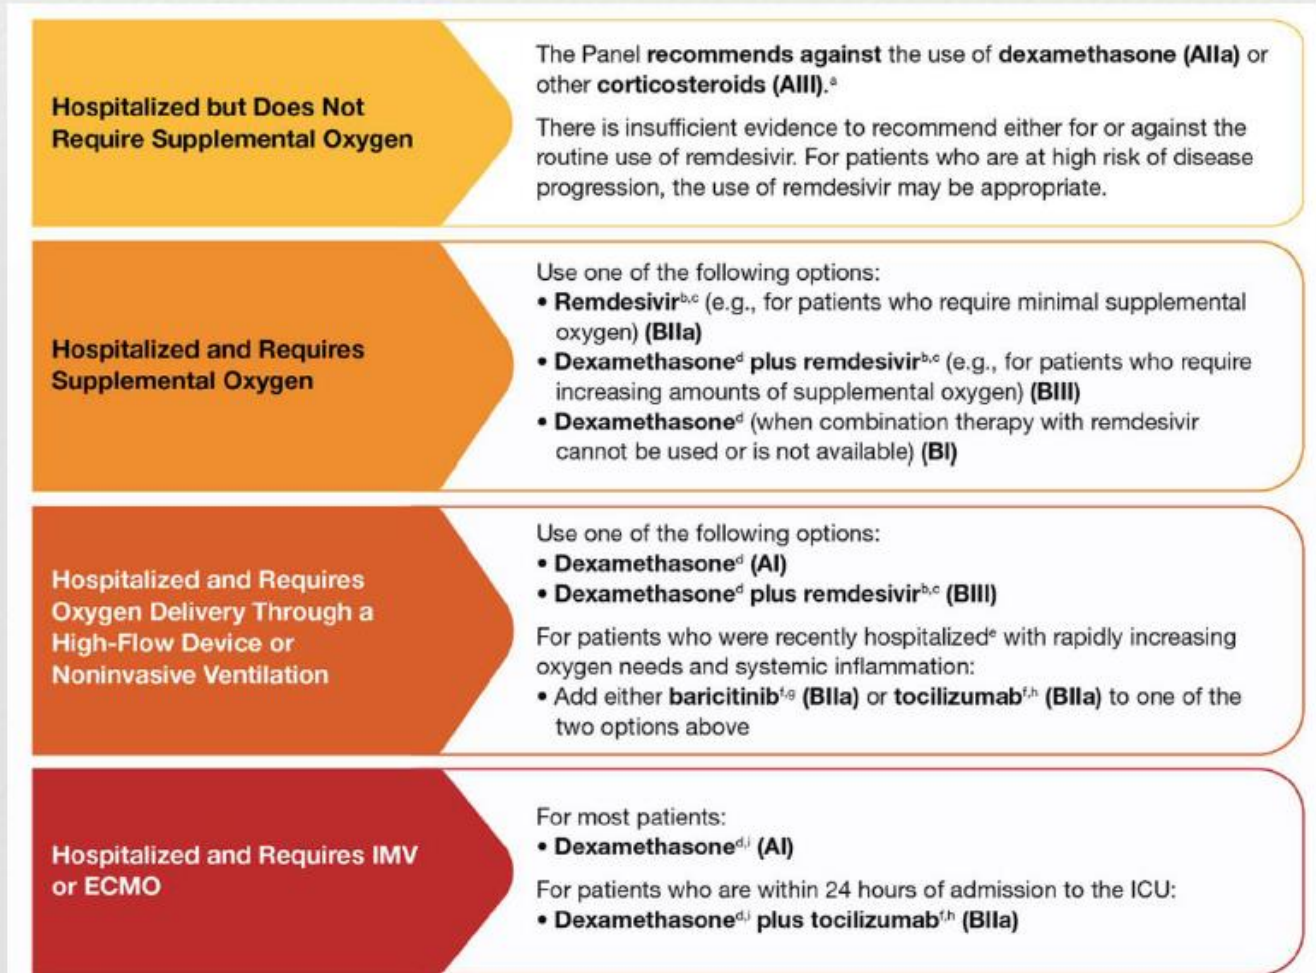 Hospitalized but Does Not
Require Supplemental Oxygen
The Panel recommends against the use of dexamethasone (AIIa) or
other corticosteroids (AIII).ᵃ
There is insufficient evidence to recommend either for or against the
routine use of remdesivir. For patients who are at high risk of disease
progression, the use of remdesivir may be appropriate.
Hospitalized and Requires
Supplemental Oxygen
Use one of the following options:
• Remdesivirᵇ,ᶜ (e.g., for patients who require minimal supplemental
oxygen) (BIIa)
• Dexamethasoneᵈ plus remdesivirᵇ,ᶜ (e.g., for patients who require
increasing amounts of supplemental oxygen) (BIII)
• Dexamethasoneᵈ (when combination therapy with remdesivir
cannot be used or is not available) (BI)
Hospitalized and Requires
Oxygen Delivery Through a
High-Flow Device or
Noninvasive Ventilation
Use one of the following options:
• Dexamethasoneᵈ (AI)
• Dexamethasoneᵈ plus remdesivirᵇ,ᶜ (BIII)
For patients who were recently hospitalizedᵉ with rapidly increasing
oxygen needs and systemic inflammation:
• Add either baricitinibᶠ,ᵍ (BIIa) or tocilizumabᶠ,ʰ (BIIa) to one of the
two options above
Hospitalized and Requires IMV
or ECMO
For most patients:
• Dexamethasoneᵈ,ⁱ (AI)
For patients who are within 24 hours of admission to the ICU:
• Dexamethasoneᵈ,ⁱ plus tocilizumabᶠ,ʰ (BIIa)